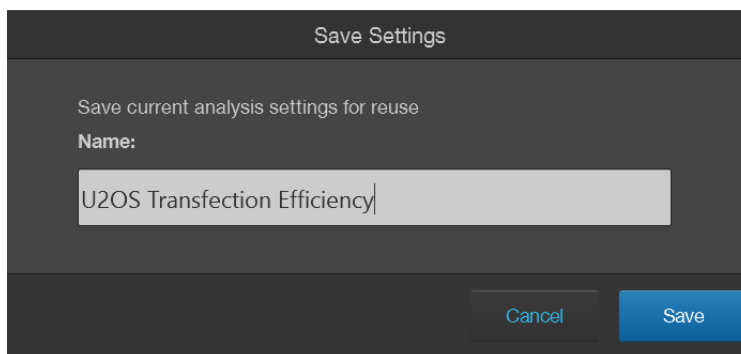 Save Settings
Save current analysis settings for reuse
Name:
U2OS Transfection Efficiency
Cancel
Save